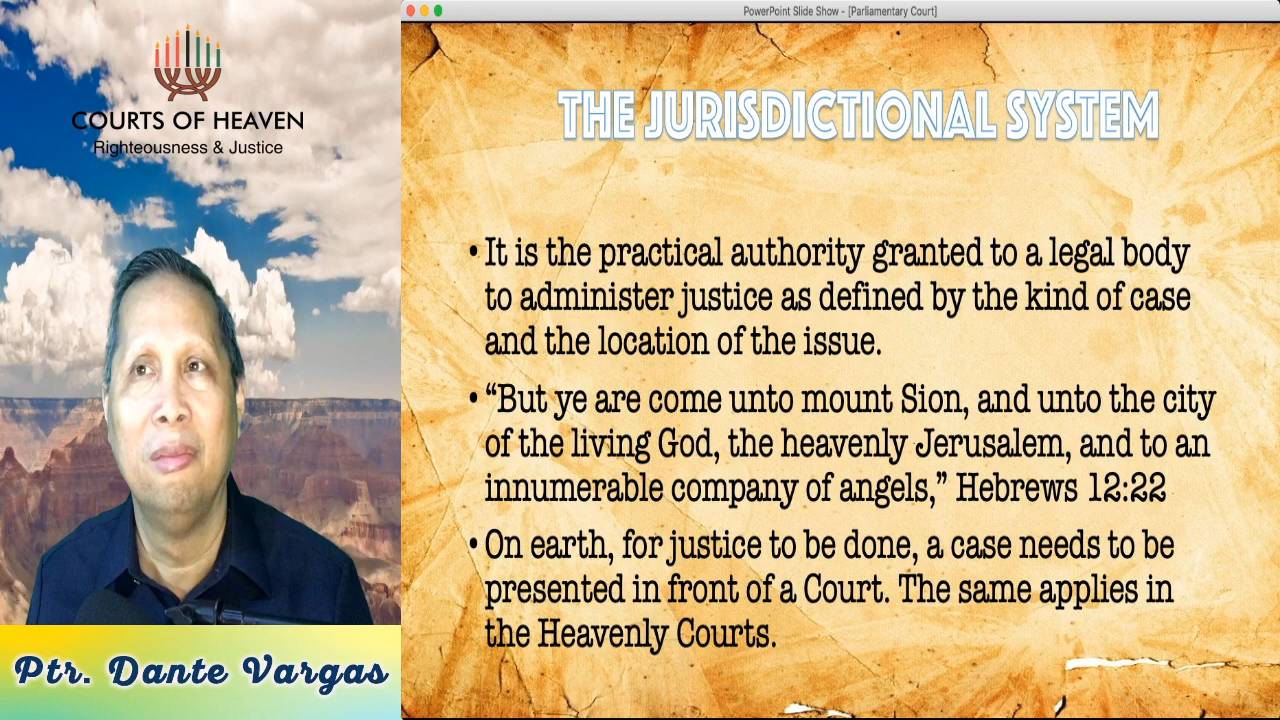 PowerPoint Slide Show - [Parliamentary Court]
COURTS OF HEAVEN
Righteousness & Justice
THE JURISDICTIONAL SYSTEM
• It is the practical authority granted to a legal body
to administer justice as defined by the kind of case
and the location of the issue.
• “But ye are come unto mount Sion, and unto the city
of the living God, the heavenly Jerusalem, and to an
innumerable company of angels,” Hebrews 12:22
• On earth, for justice to be done, a case needs to be
presented in front of a Court. The same applies in
the Heavenly Courts.
Ptr. Dante Vargas